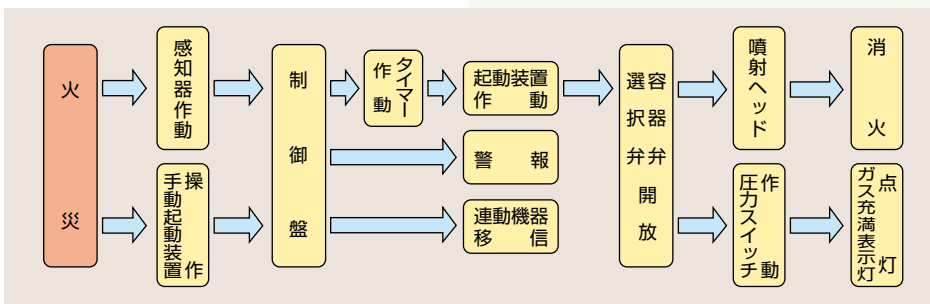 火災
感知器作動
手動起動装置
操作
制御盤
タイマー
作動
起動装置
作動
警報
連動機器
移信
容器弁
選択弁
開放
噴射ヘッド
消火
圧力スイッチ
作動
ガス充満表示灯
点灯